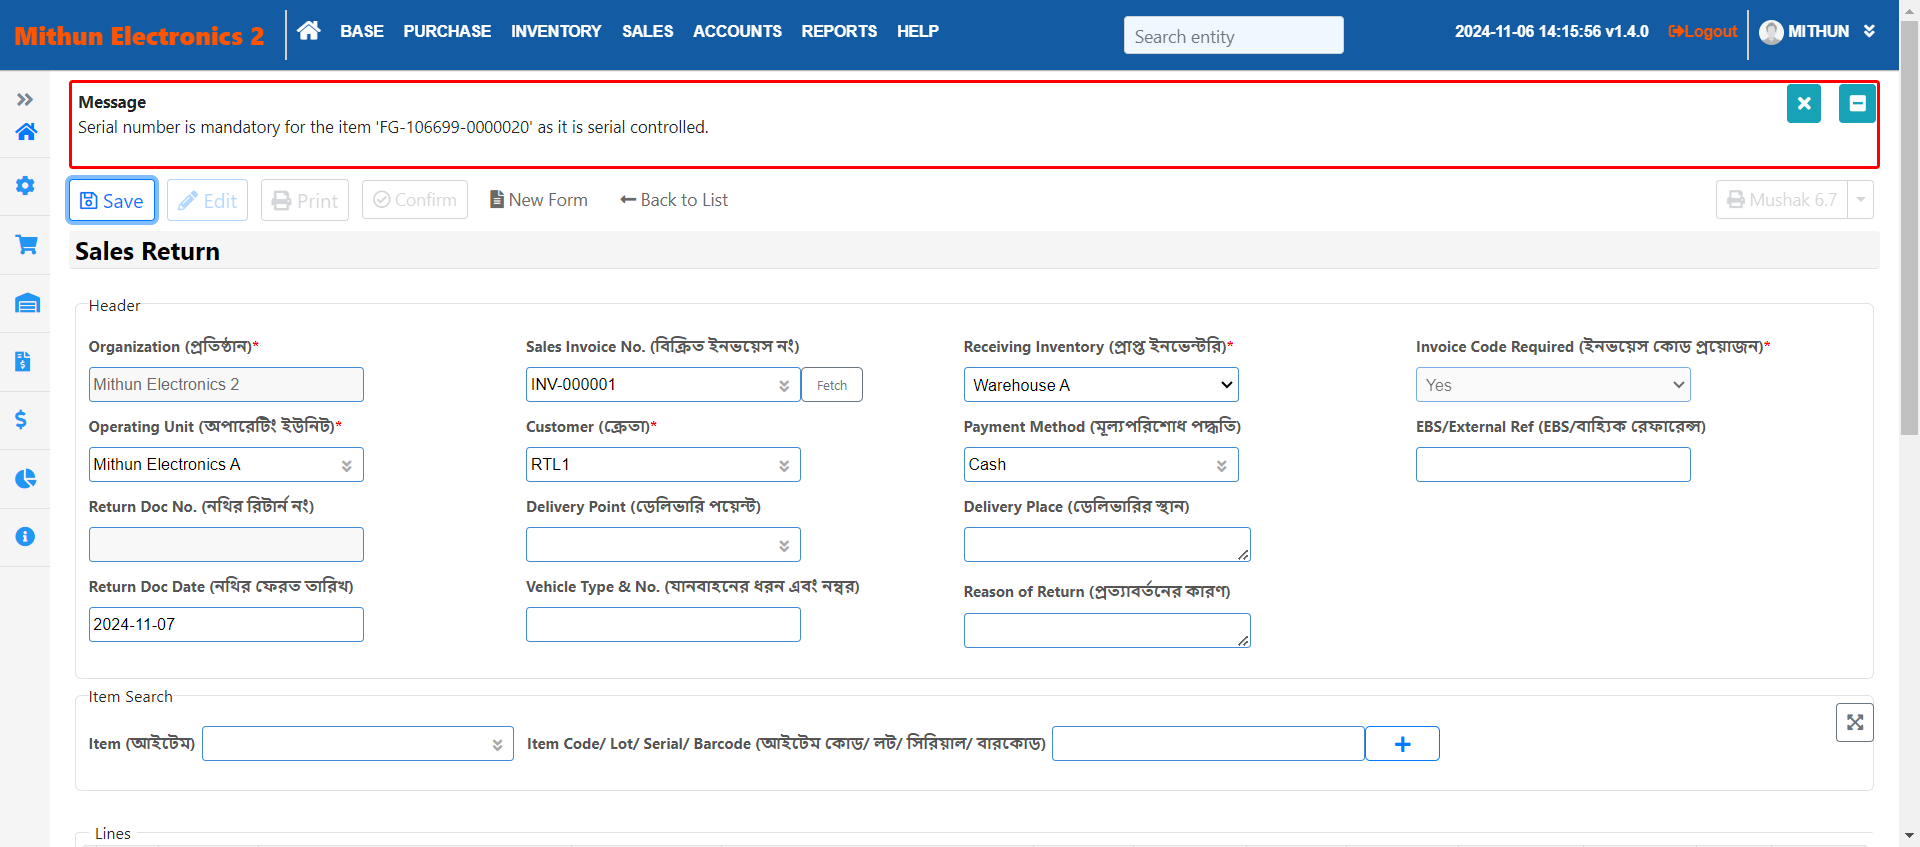 Mithun Electronics 2
BASE PURCHASE INVENTORY SALES ACCOUNTS REPORTS HELP
Search entity
2024-11-06 14:15:56 v1.4.0
Logout
MITHUN
Message
Serial number is mandatory for the item 'FG-106699-0000020' as it is serial controlled.
Save Edit Print Confirm New Form Back to List Mushak 6.7
Sales Return
Header
Organization (প্রতিষ্ঠান)* Sales Invoice No. (বিক্রিত ইনভয়েস নং) Receiving Inventory (প্রাপ্ত ইনভেন্টরি)* Invoice Code Required (ইনভয়েস কোড প্রয়োজন)*
Mithun Electronics 2 INV-000001 Fetch Warehouse A Yes
Operating Unit (অপারেটিং ইউনিট)* Customer (ক্রেতা)* Payment Method (মূল্যপরিশোধ পদ্ধতি) EBS/External Ref (EBS/বাহ্যিক রেফারেন্স)
Mithun Electronics A RTL1 Cash
Return Doc No. (নথির রিটার্ন নং) Delivery Point (ডেলিভারি পয়েন্ট) Delivery Place (ডেলিভারির স্থান)
Return Doc Date (নথির ফেরত তারিখ) Vehicle Type & No. (যানবাহনের ধরন এবং নম্বর) Reason of Return (প্রত্যাবর্তনের কারণ)
2024-11-07
Item Search
Item (আইটেম) Item Code/ Lot/ Serial/ Barcode (আইটেম কোড/ লট/ সিরিয়াল/ বারকোড)
Lines